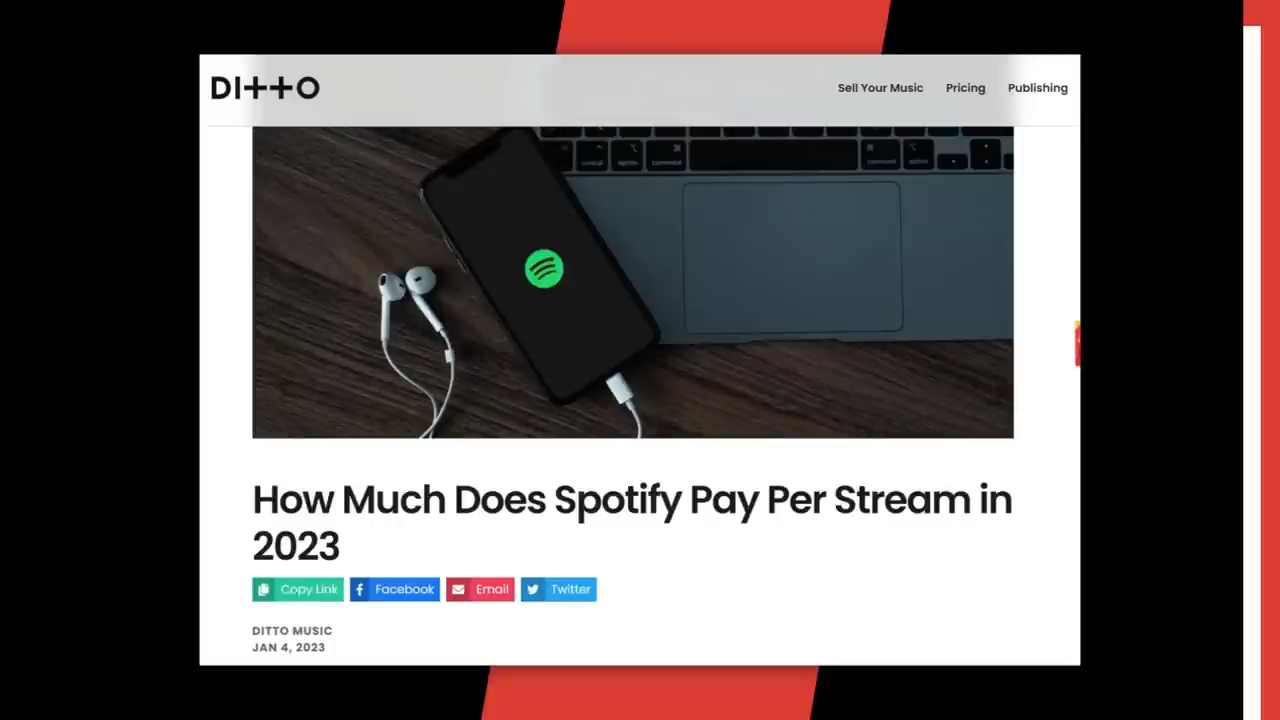 DITTO
Sell Your Music Pricing Publishing
How Much Does Spotify Pay Per Stream in
2023
Copy Link Facebook Email Twitter
DITTO MUSIC
JAN 4, 2023